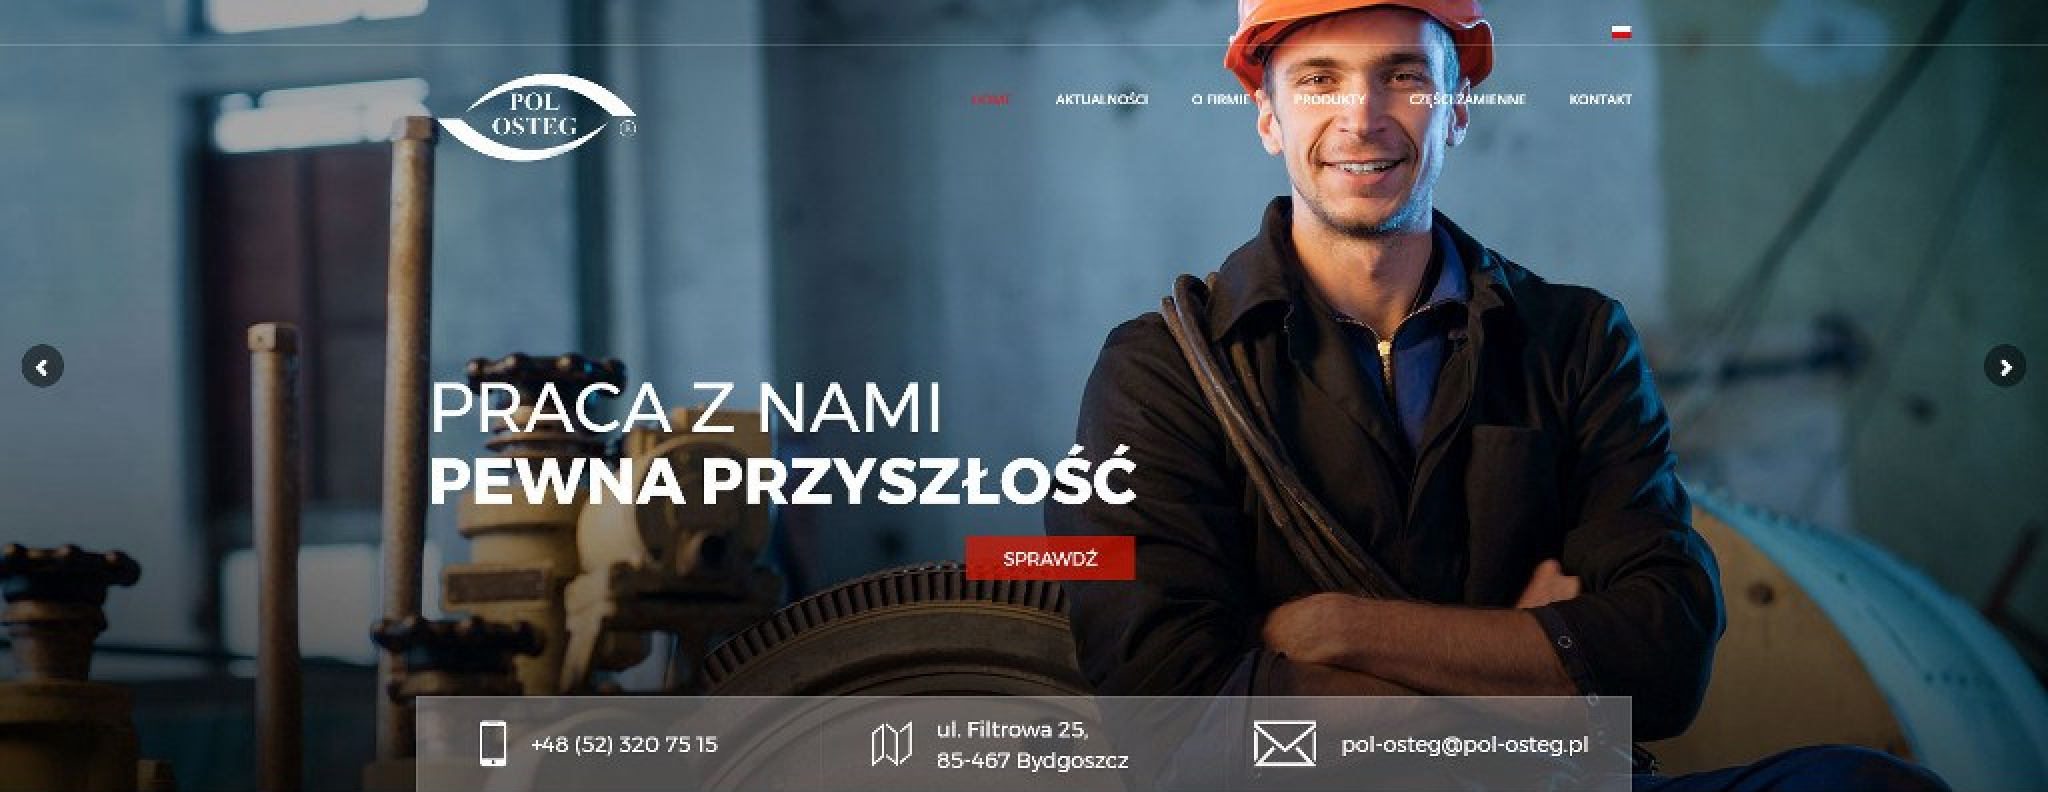 POL
OSTEG
®
HOME AKTUALNOŚCI O FIRMIE PRODUKTY CZĘŚCI ZAMIENNE KONTAKT
PRACA Z NAMI
PEWNA PRZYSZŁOŚĆ
SPRAWDŹ
+48 (52) 320 75 15
ul. Filtrowa 25,
85-467 Bydgoszcz
pol-osteg@pol-osteg.pl